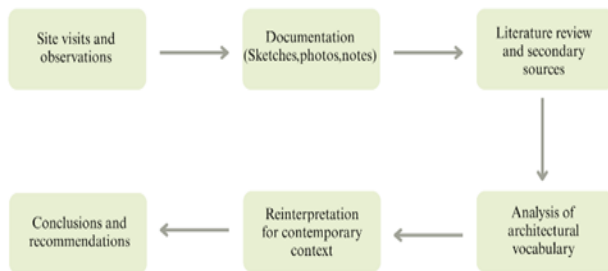 Site visits and
observations
Documentation
(Sketches,photos,notes)
Literature review
and secondary
sources
Analysis of
architectural
vocabulary
Reinterpretation
for contemporary
context
Conclusions and
recommendations